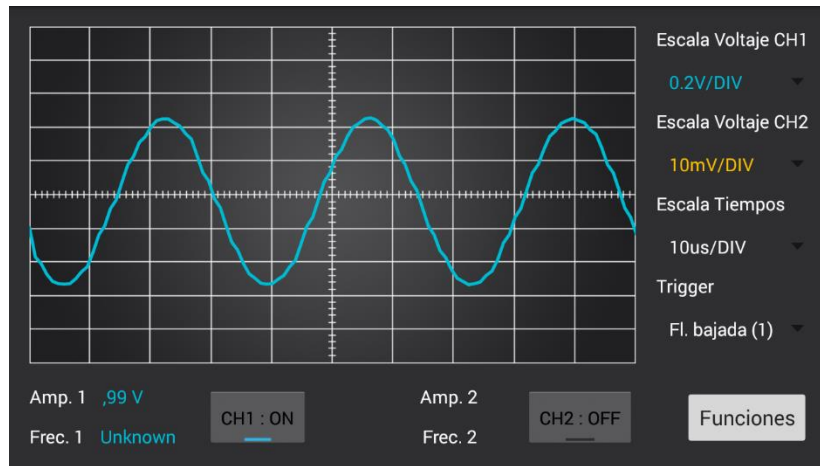 Escala Voltaje CH1
0.2V/DIV
Escala Voltaje CH2
10mV/DIV
Escala Tiempos
10us/DIV
Trigger
Fl. bajada (1)
Amp. 1 ,99 V
CH1 : ON
Amp. 2
CH2 : OFF
Funciones
Frec. 1 Unknown
Frec. 2